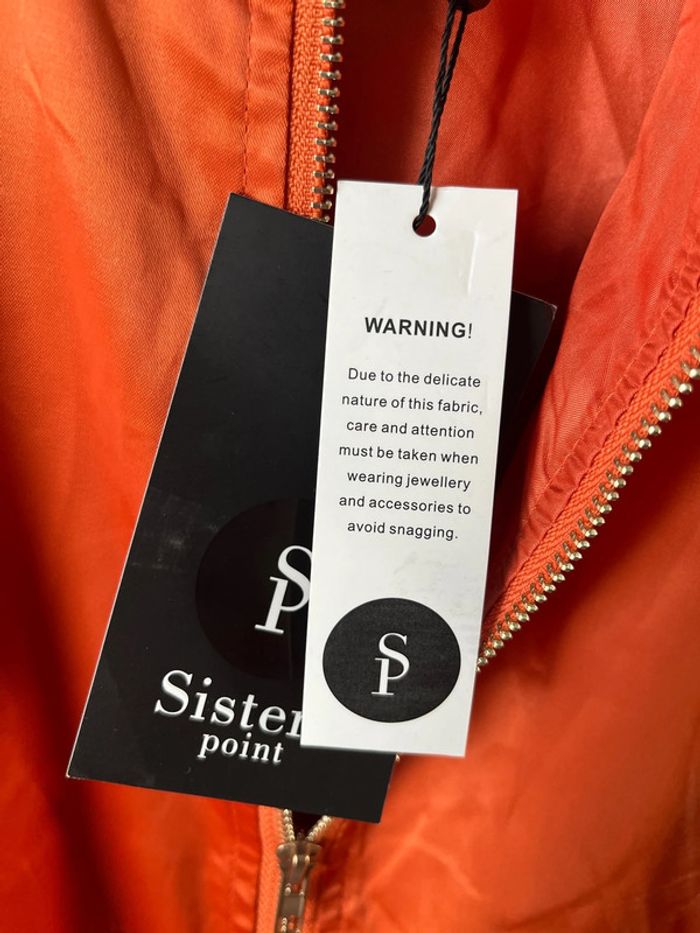 WARNING!
Due to the delicate
nature of this fabric,
care and attention
must be taken when
wearing jewellery
and accessories to
avoid snagging.
SP
SP
Sister
point